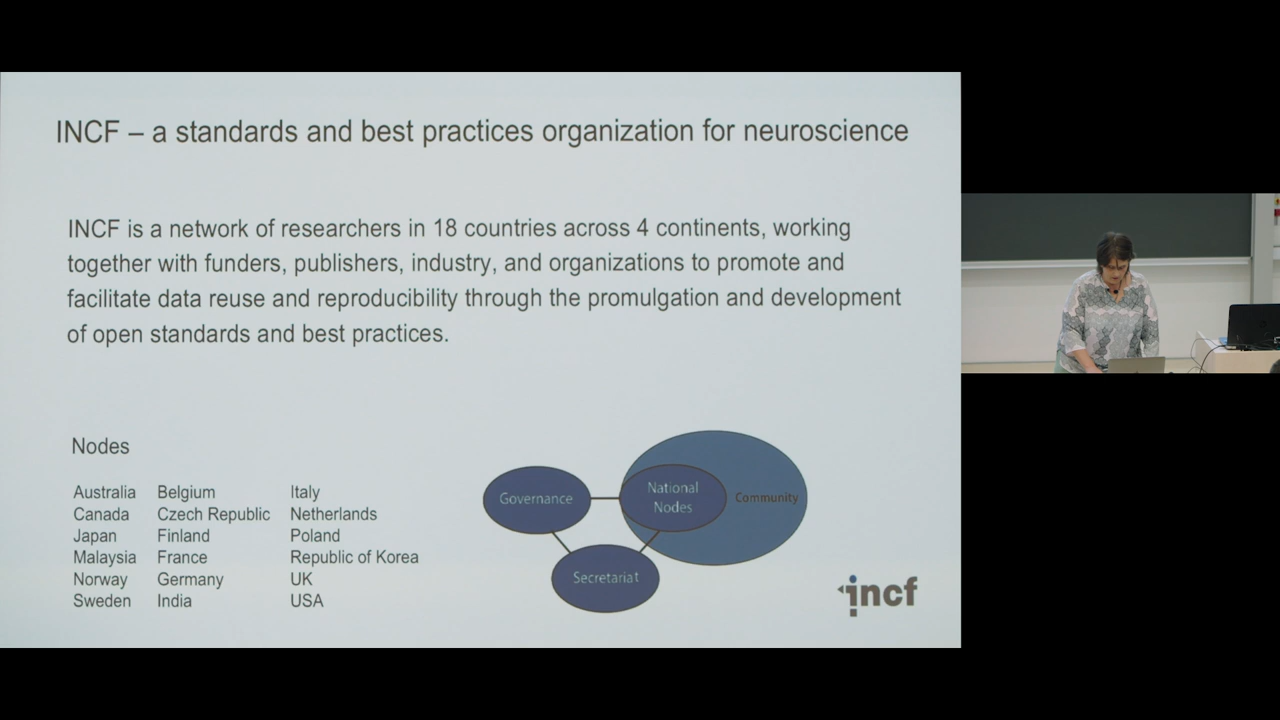 INCF – a standards and best practices organization for neuroscience
INCF is a network of researchers in 18 countries across 4 continents, working
together with funders, publishers, industry, and organizations to promote and
facilitate data reuse and reproducibility through the promulgation and development
of open standards and best practices.
Nodes
Australia Belgium Italy
Canada Czech Republic Netherlands
Japan Finland Poland
Malaysia France Republic of Korea
Norway Germany UK
Sweden India USA
Governance
National
Nodes
Community
Secretariat
incf